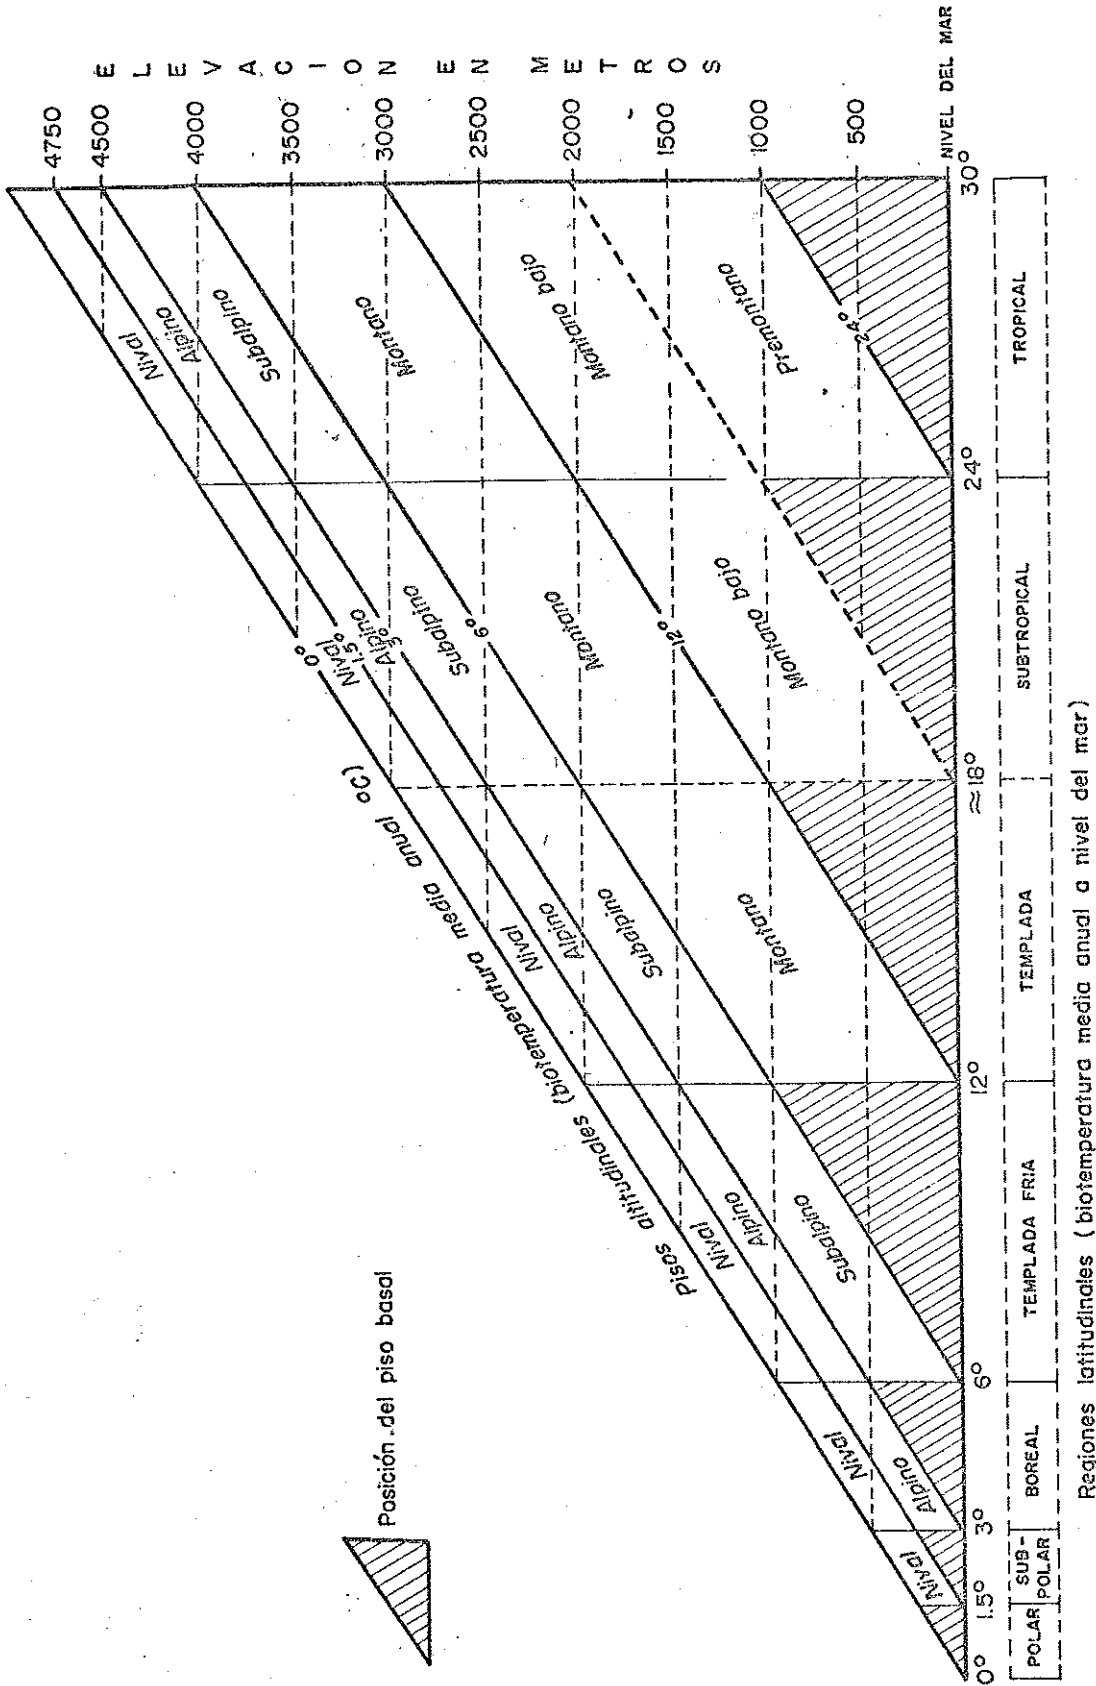 ELEVACION EN METROS
4750
4500
4000
3500
3000
2500
2000
1500
1000
500
NIVEL DEL MAR
Posición del piso basal
Pisos altitudinales (biotemperatura media anual °C)
0°
1.5°
3°
6°
12°
24°
Nival
Alpino
Subalpino
Montano
Montano bajo
Premontano
Nival
Alpino
Subalpino
Montano
Montano bajo
Nival
Alpino
Subalpino
Montano
Nival
Alpino
Subalpino
Nival
Alpino
Nival
0°
1.5°
3°
6°
12°
≈18°
24°
30°
POLAR
SUB-
POLAR
BOREAL
TEMPLADA FRIA
TEMPLADA
SUBTROPICAL
TROPICAL
Regiones latitudinales (biotemperatura media anual a nivel del mar)